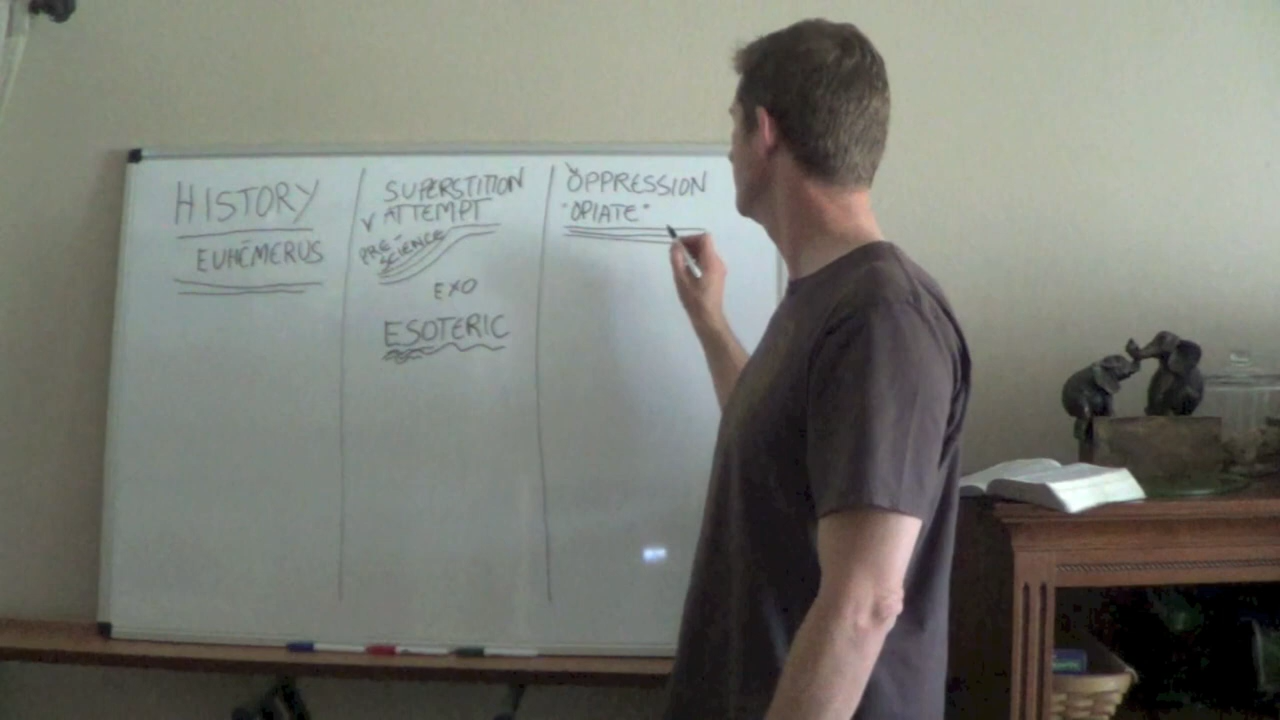 HISTORY
EUHEMERUS
SUPERSTITION
ATTEMPT
PRE-
SCIENCE
EXO
ESOTERIC
OPPRESSION
"OPIATE"